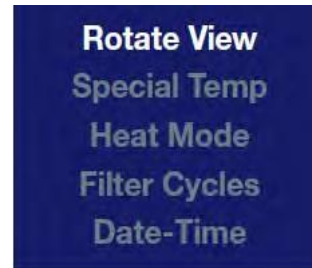 Rotate View
Special Temp
Heat Mode
Filter Cycles
Date-Time